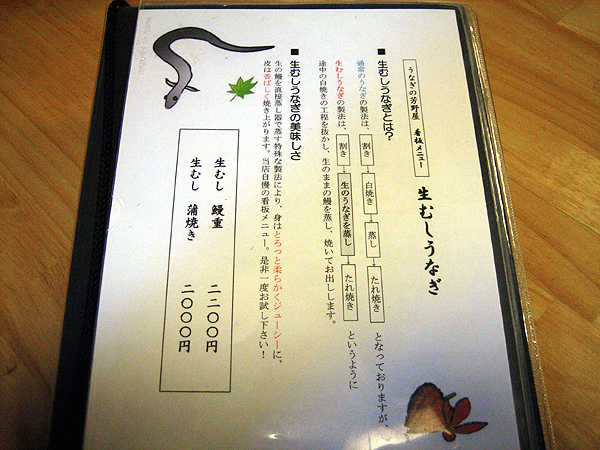 うなぎの芳野屋 看板メニュー
生むしうなぎ
■ 生むしうなぎとは？
通常のうなぎの製法は、 割き → 白焼き → 蒸し → たれ焼き となっておりますが、
生むしうなぎの製法は、 割き → 生のうなぎを蒸し → たれ焼き というように
途中の白焼きの工程を抜かし、生のままの鰻を蒸し、焼いてお出しします。
■ 生むしうなぎの美味しさ
生の鰻を直接蒸し器で蒸す特殊な製法により、身はとろっと柔らかくジューシーに、
皮は香ばしく焼き上がります。当店自慢の看板メニュー。是非一度お試し下さい！
生むし 鰻重 二二〇〇円
生むし 蒲焼き 二〇〇〇円